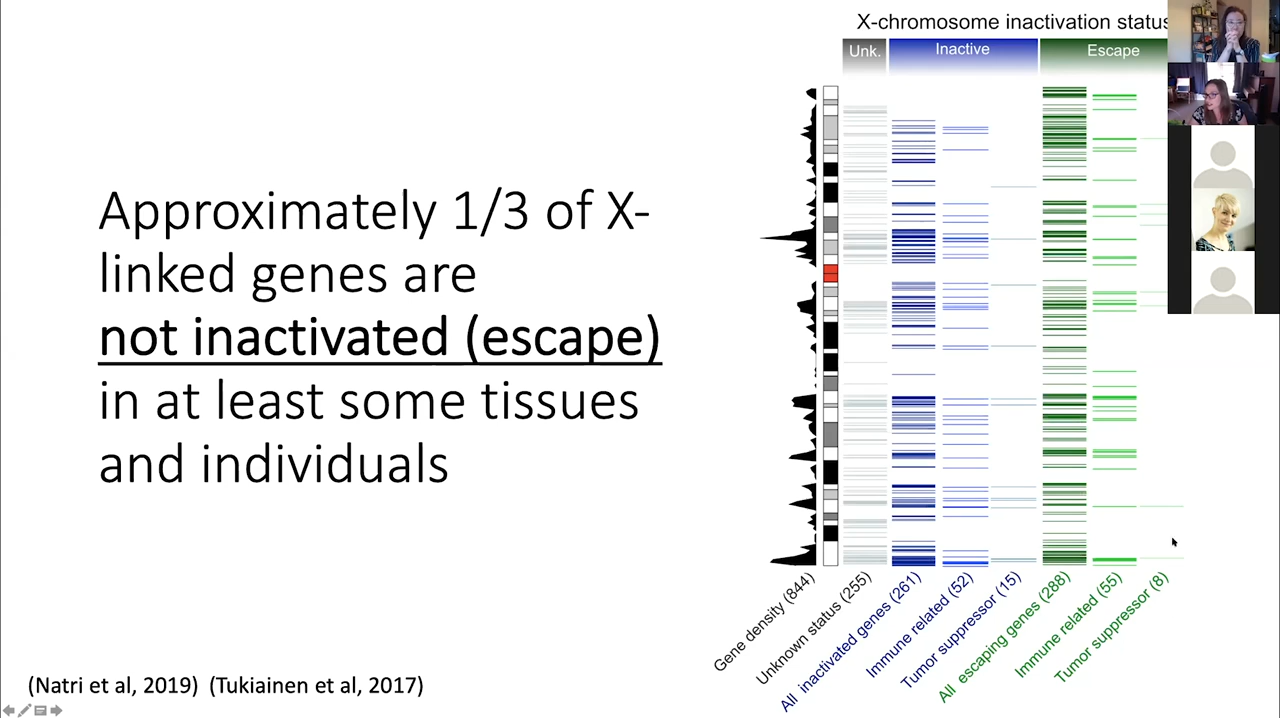 Approximately 1/3 of X-
linked genes are
not inactivated (escape)
in at least some tissues
and individuals
(Natri et al, 2019) (Tukiainen et al, 2017)
X-chromosome inactivation status
Unk.
Inactive
Escape
Gene density (844)
Unknown status (255)
All inactivated genes (261)
Immune related (52)
Tumor suppressor (15)
All escaping genes (288)
Immune related (55)
Tumor suppressor (8)